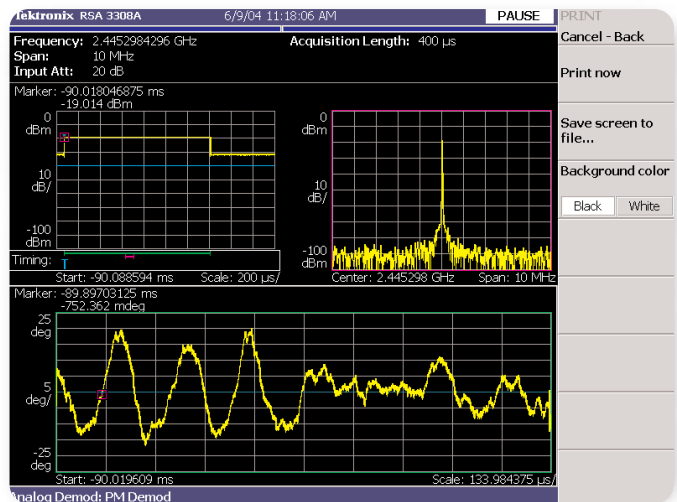 Tektronix RSA 3308A 6/9/04 11:18:06 AM PAUSE PRINT
Frequency: 2.4452984296 GHz Acquisition Length: 400 µs
Span: 10 MHz
Input Att: 20 dB
Cancel - Back
Print now
Save screen to
file...
Background color
Black White
Marker: -90.018046875 ms
-19.014 dBm
0
dBm
10
dB/
-100
dBm
Timing:
T
Start: -90.088594 ms Scale: 200 µs/
0
dBm
10
dB/
-100
dBm
Center: 2.445298 GHz Span: 10 MHz
Marker: -89.89703125 ms
-752.362 mdeg
25
deg
5
deg/
-25
deg
Start: -90.019609 ms Scale: 133.984375 µs/
Analog Demod: PM Demod